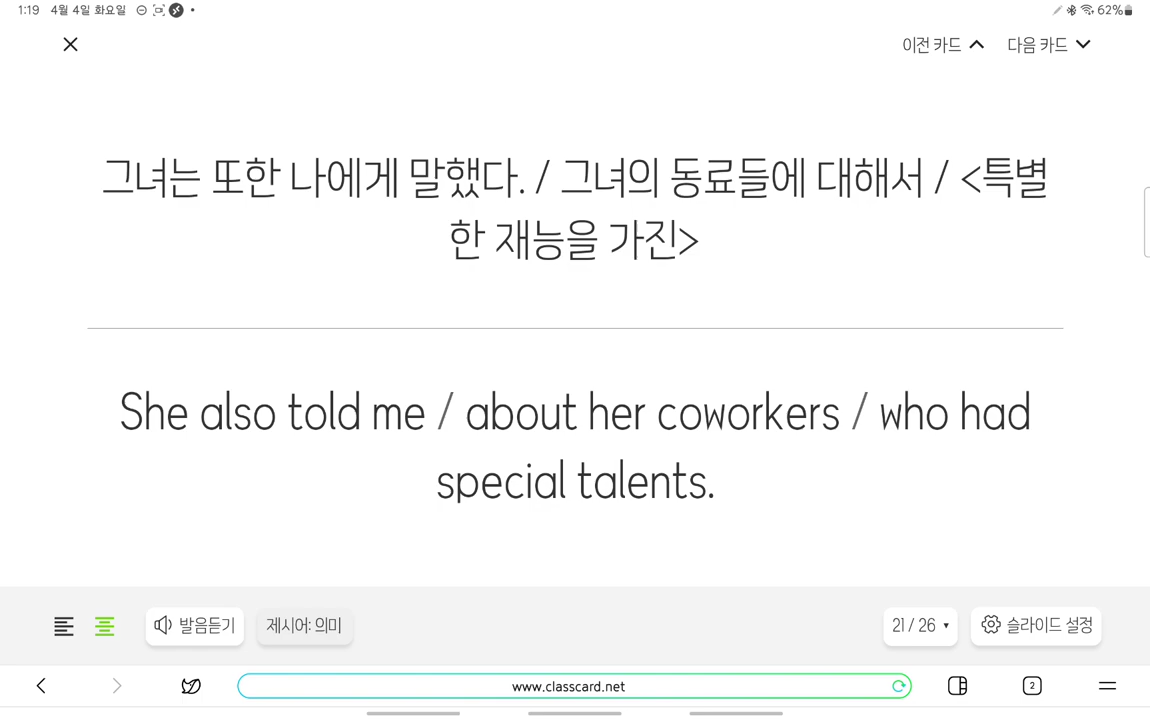 1:19 4월 4일 화요일
62%
이전 카드 다음 카드
그녀는 또한 나에게 말했다. / 그녀의 동료들에 대해서 / <특별
한 재능을 가진>
She also told me / about her coworkers / who had
special talents.
발음듣기 제시어: 의미 21 / 26 슬라이드 설정
www.classcard.net 2